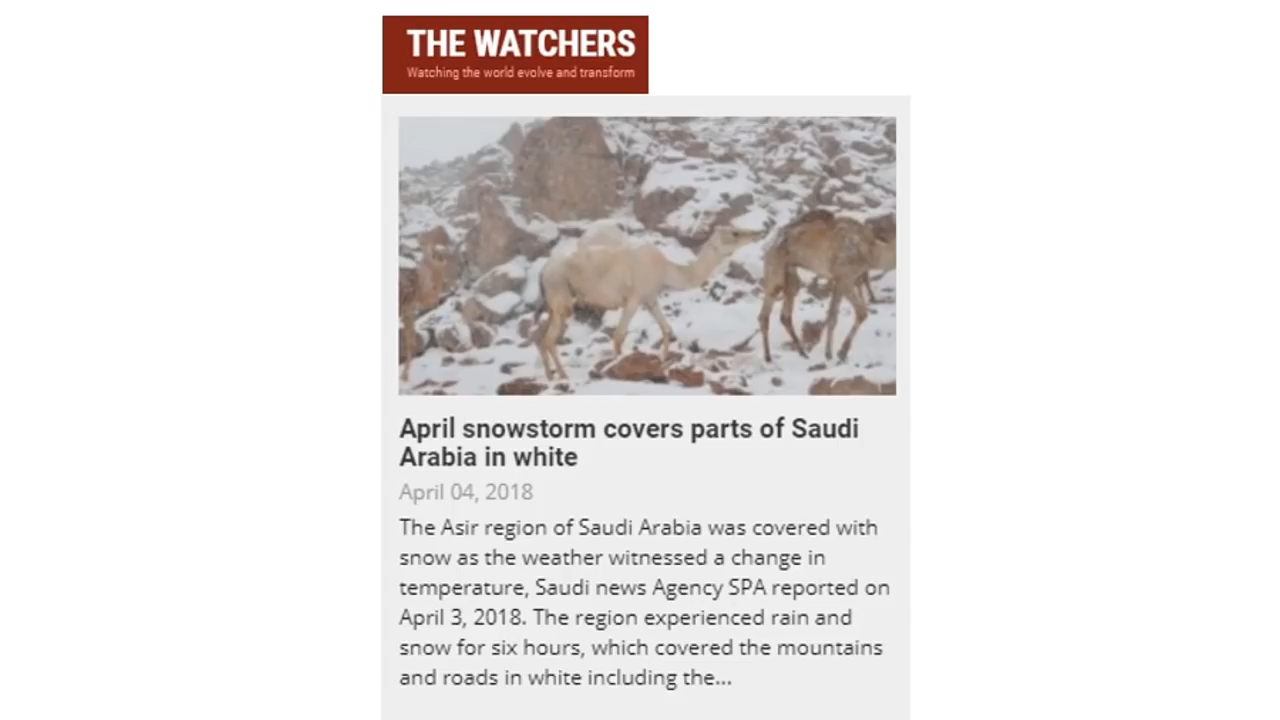 THE WATCHERS
Watching the world evolve and transform
April snowstorm covers parts of Saudi
Arabia in white
April 04, 2018
The Asir region of Saudi Arabia was covered with
snow as the weather witnessed a change in
temperature, Saudi news Agency SPA reported on
April 3, 2018. The region experienced rain and
snow for six hours, which covered the mountains
and roads in white including the...